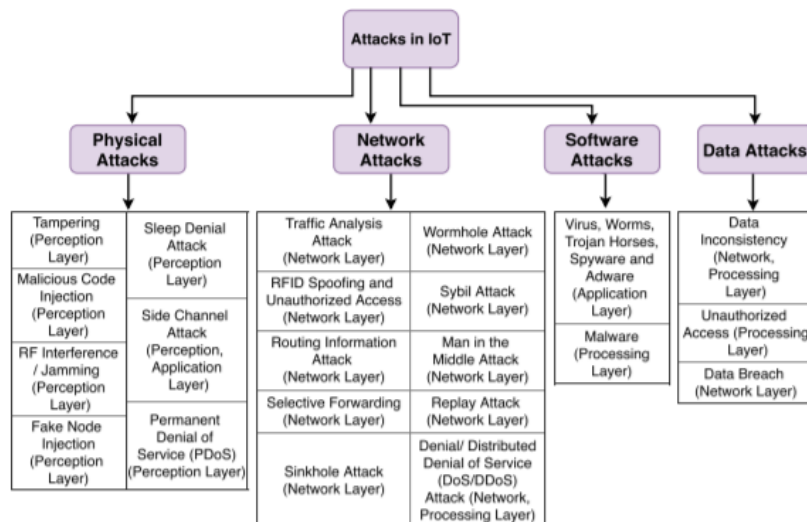 Attacks in IoT
Physical
Attacks
Network
Attacks
Software
Attacks
Data Attacks
Tampering
(Perception
Layer)
Malicious Code
Injection
(Perception
Layer)
RF Interference
/ Jamming
(Perception
Layer)
Fake Node
Injection
(Perception
Layer)
Sleep Denial
Attack
(Perception
Layer)
Side Channel
Attack
(Perception,
Application
Layer)
Permanent
Denial of
Service (PDoS)
(Perception Layer)
Traffic Analysis
Attack
(Network Layer)
RFID Spoofing and
Unauthorized Access
(Network Layer)
Routing Information
Attack
(Network Layer)
Selective Forwarding
(Network Layer)
Sinkhole Attack
(Network Layer)
Wormhole Attack
(Network Layer)
Sybil Attack
(Network Layer)
Man in the
Middle Attack
(Network Layer)
Replay Attack
(Network Layer)
Denial/ Distributed
Denial of Service
(DoS/DDoS)
Attack (Network,
Processing Layer)
Virus, Worms,
Trojan Horses,
Spyware and
Adware
(Application
Layer)
Malware
(Processing
Layer)
Data
Inconsistency
(Network,
Processing
Layer)
Unauthorized
Access (Processing
Layer)
Data Breach
(Network Layer)